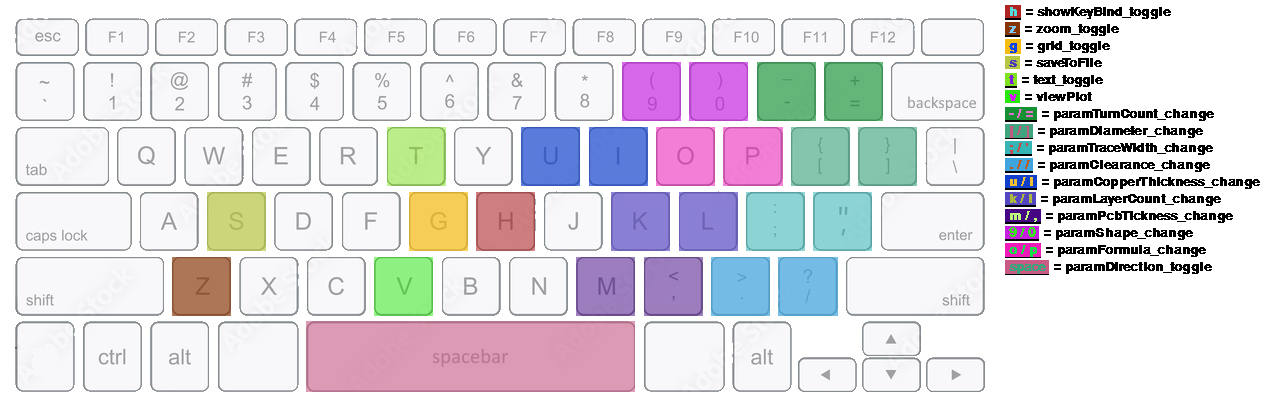 esc F1 F2 F3 F4 F5 F6 F7 F8 F9 F10 F11 F12
~ ! @ # $ % ^ & * ( ) _ +
` 1 2 3 4 5 6 7 8 9 0 - = backspace
tab Q W E R T Y U I O P { [ } ] | \
caps lock A S D F G H J K L : ; " , enter
shift Z X C V B N M < , > . ? / shift
ctrl alt spacebar alt
◄ ▲ ▼ ►
h = showKeyBind_toggle
z = zoom_toggle
g = grid_toggle
s = saveToFile
t = text_toggle
v = viewPlot
- / = = paramTurnCount_change
[ / ] = paramDiameter_change
; / ' = paramTraceWidth_change
. / / = paramClearance_change
u / i = paramCopperThickness_change
k / l = paramLayerCount_change
m / , = paramPcbTickness_change
9 / 0 = paramShape_change
o / p = paramFormula_change
space = paramDirection_toggle